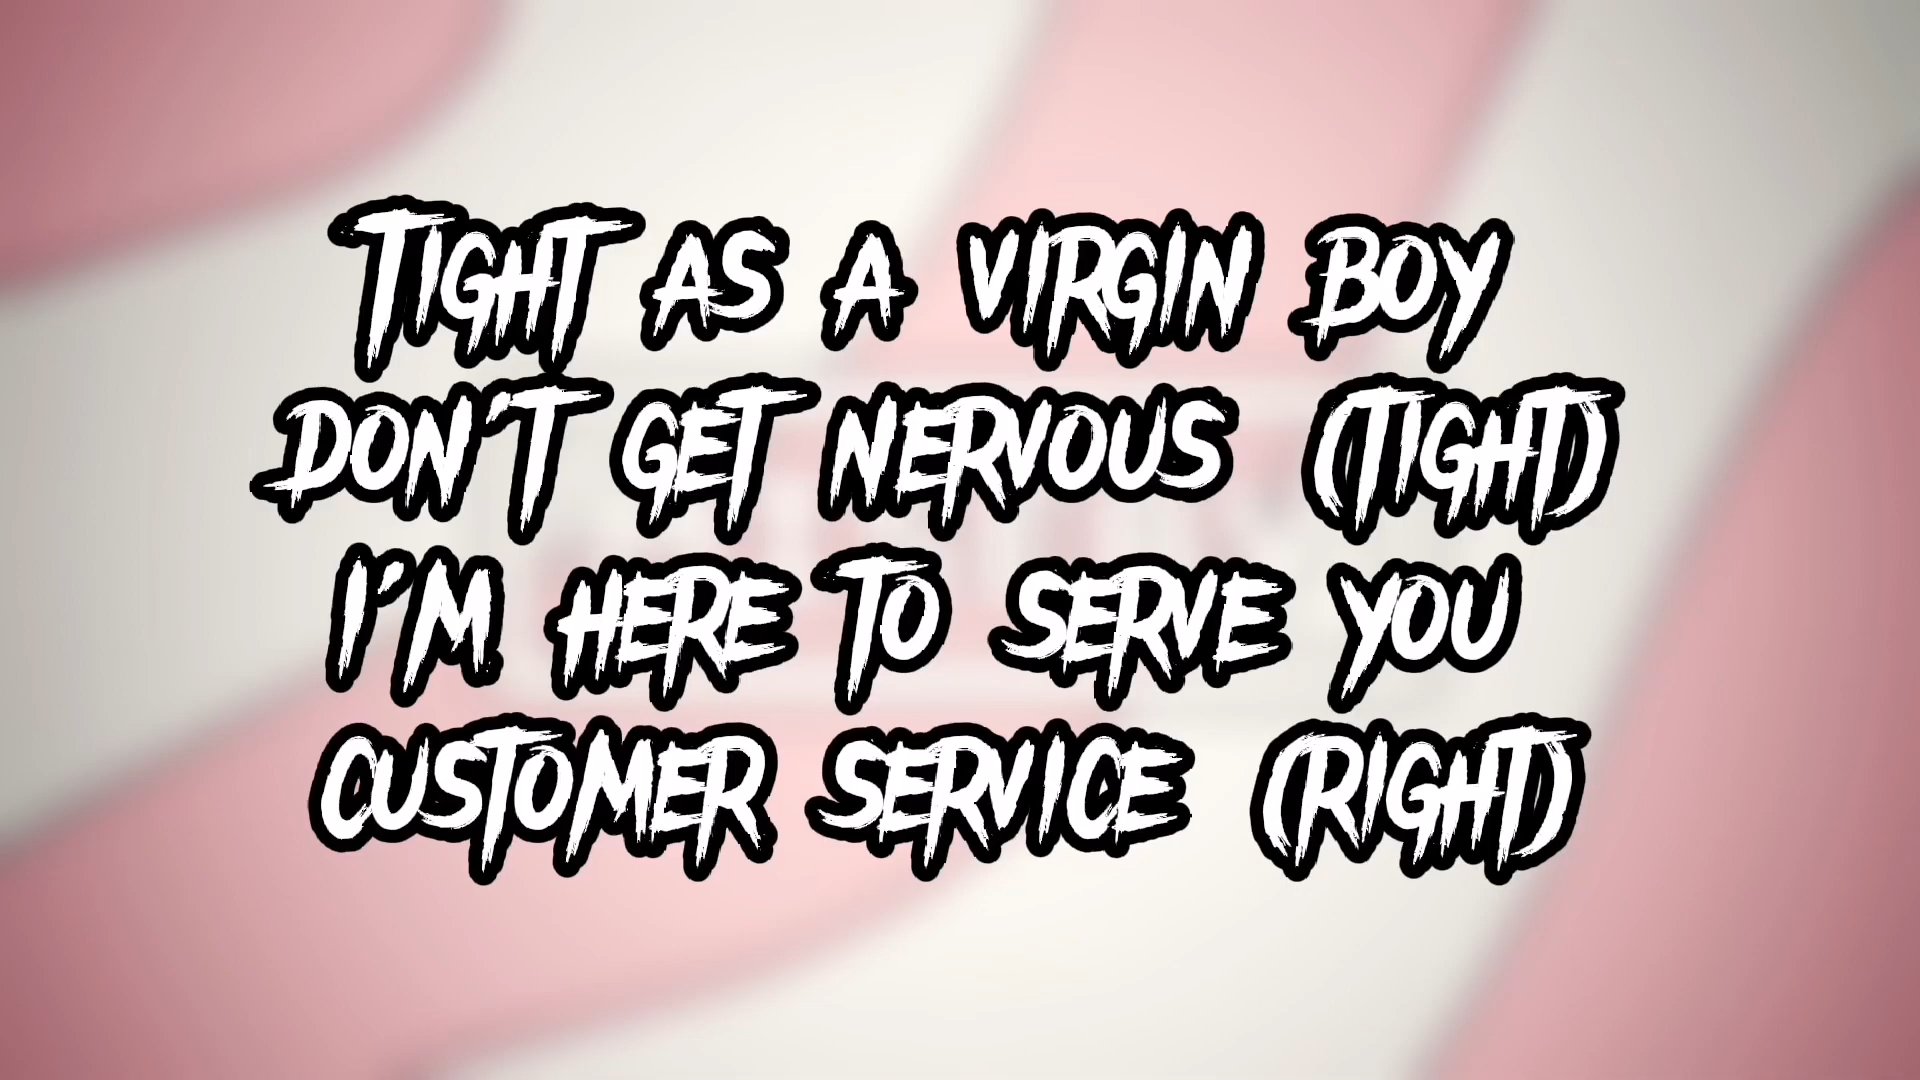 Tight as a virgin boy
don't get nervous (Tight)
I'm here to serve you
customer service (right)